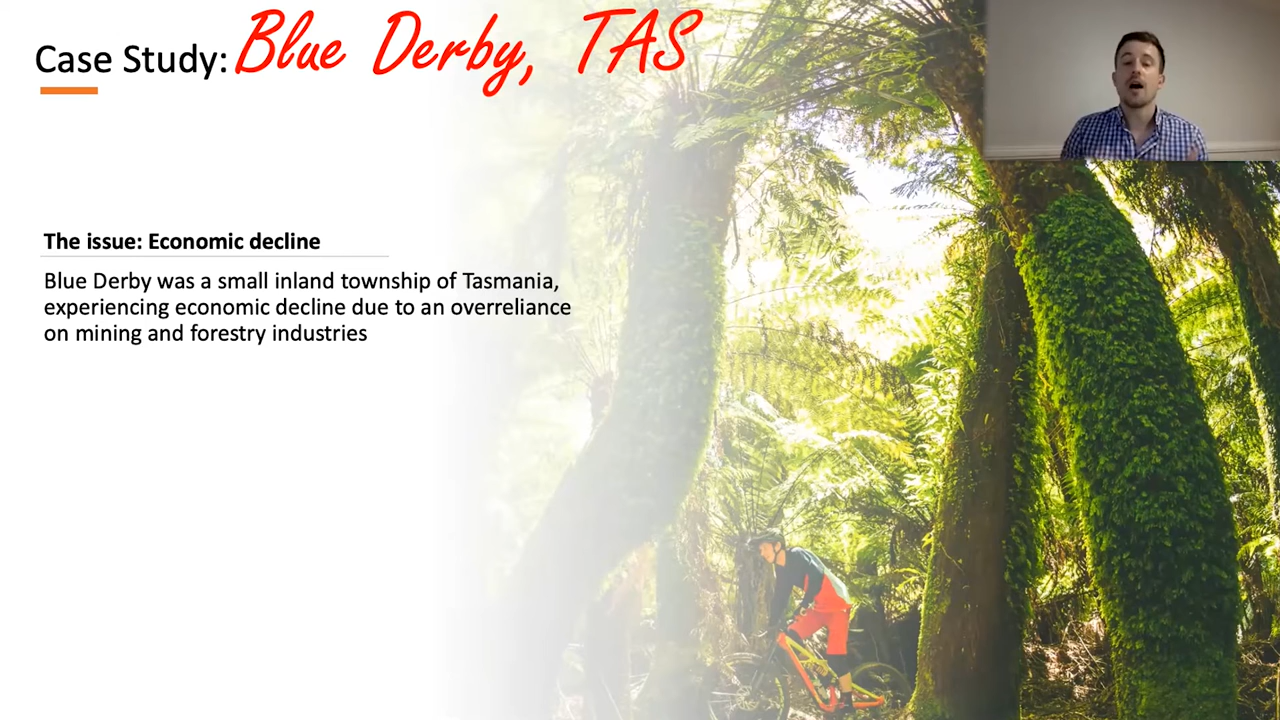 Case Study: Blue Derby, TAS
The issue: Economic decline
Blue Derby was a small inland township of Tasmania,
experiencing economic decline due to an overreliance
on mining and forestry industries